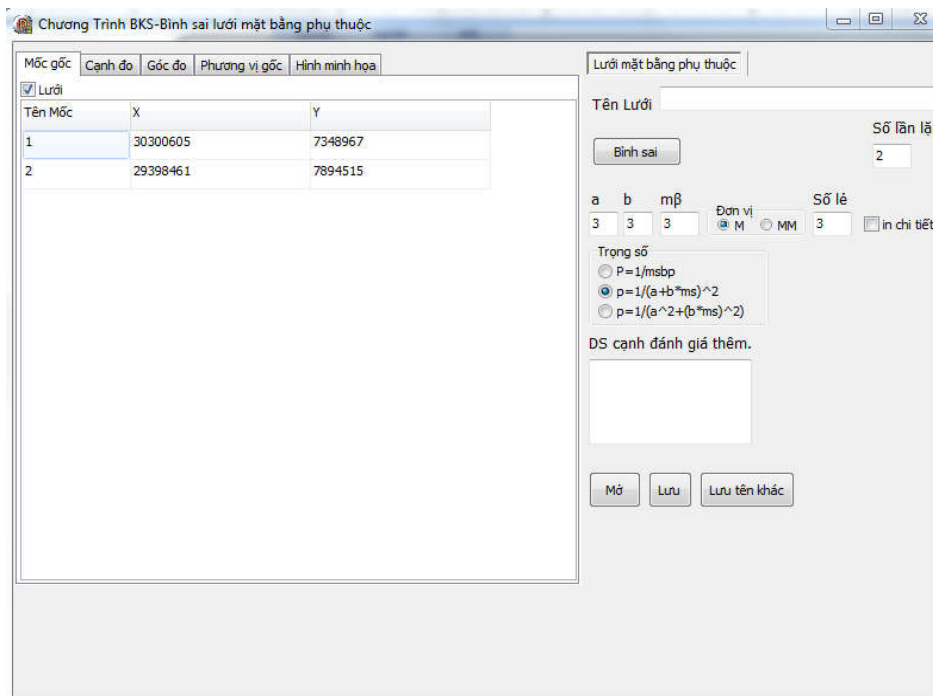 Chương Trình BKS-Bình sai lưới mặt bằng phụ thuộc
Mốc gốc Cạnh đo Góc đo Phương vị gốc Hình minh họa
Lưới
Tên Mốc X Y
1 30300605 7348967
2 29398461 7894515
Lưới mặt bằng phụ thuộc
Tên Lưới
Số lần lặ
Bình sai
2
a b mβ Đơn vị Số lẻ
3 3 3 M MM 3 in chi tiết
Trọng số
P=1/msbp
p=1/(a+b*ms)^2
p=1/(a^2+(b*ms)^2)
DS cạnh đánh giá thêm.
Mở Lưu Lưu tên khác